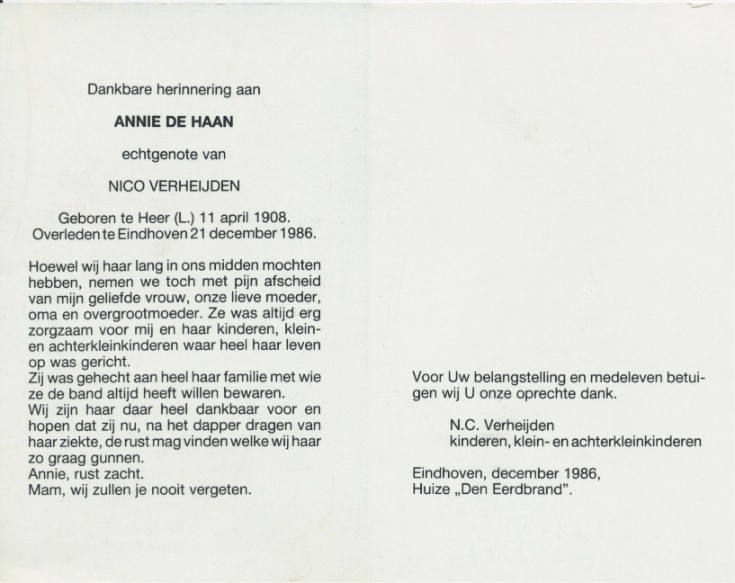 Dankbare herinnering aan
ANNIE DE HAAN
echtgenote van
NICO VERHEIJDEN
Geboren te Heer (L.) 11 april 1908.
Overleden te Eindhoven 21 december 1986.
Hoewel wij haar lang in ons midden mochten
hebben, nemen we toch met pijn afscheid
van mijn geliefde vrouw, onze lieve moeder,
oma en overgrootmoeder. Ze was altijd erg
zorgzaam voor mij en haar kinderen, klein-
en achterkleinkinderen waar heel haar leven
op was gericht.
Zij was gehecht aan heel haar familie met wie
ze de band altijd heeft willen bewaren.
Wij zijn haar daar heel dankbaar voor en
hopen dat zij nu, na het dapper dragen van
haar ziekte, de rust mag vinden welke wij haar
zo graag gunnen.
Annie, rust zacht.
Mam, wij zullen je nooit vergeten.
Voor Uw belangstelling en medeleven betui-
gen wij U onze oprechte dank.
N.C. Verheijden
kinderen, klein- en achterkleinkinderen
Eindhoven, december 1986,
Huize „Den Eerdbrand”.